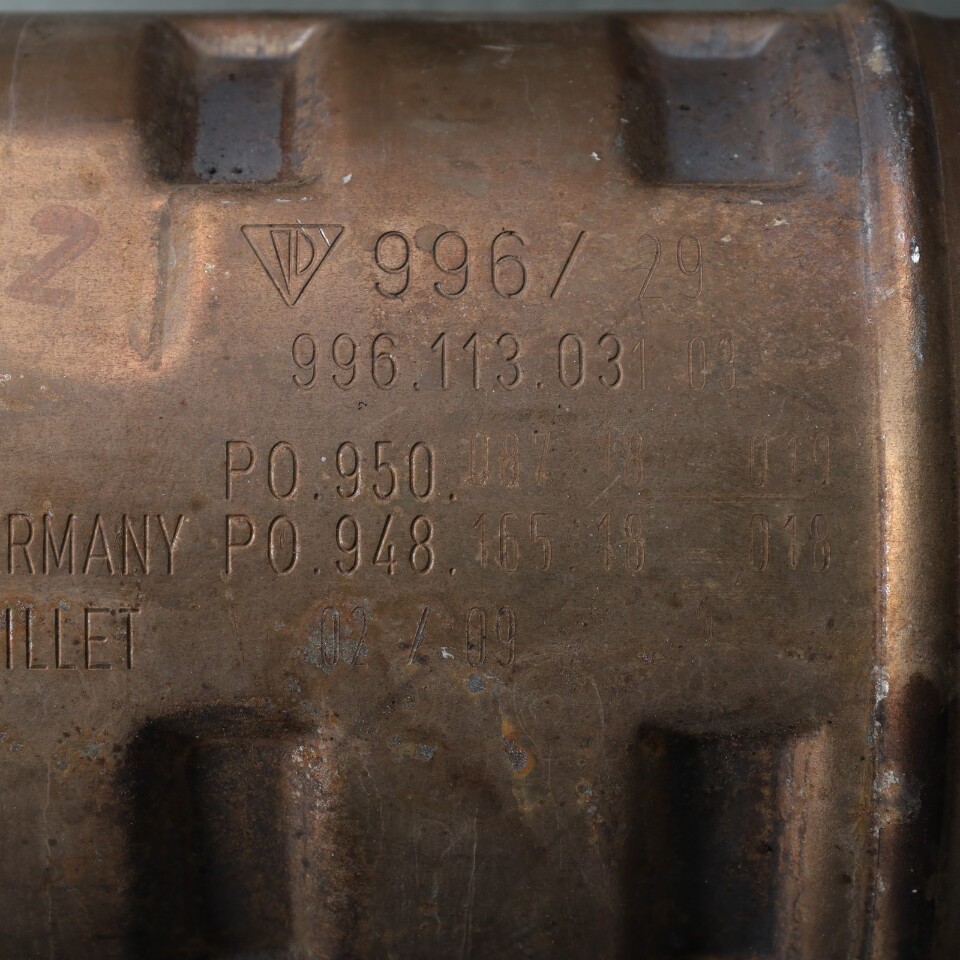 2
996/ 29
996.113.031.03
PO.950.087.18 019
ERMANY PO.948.165.18 018
ILLET 02 / 09